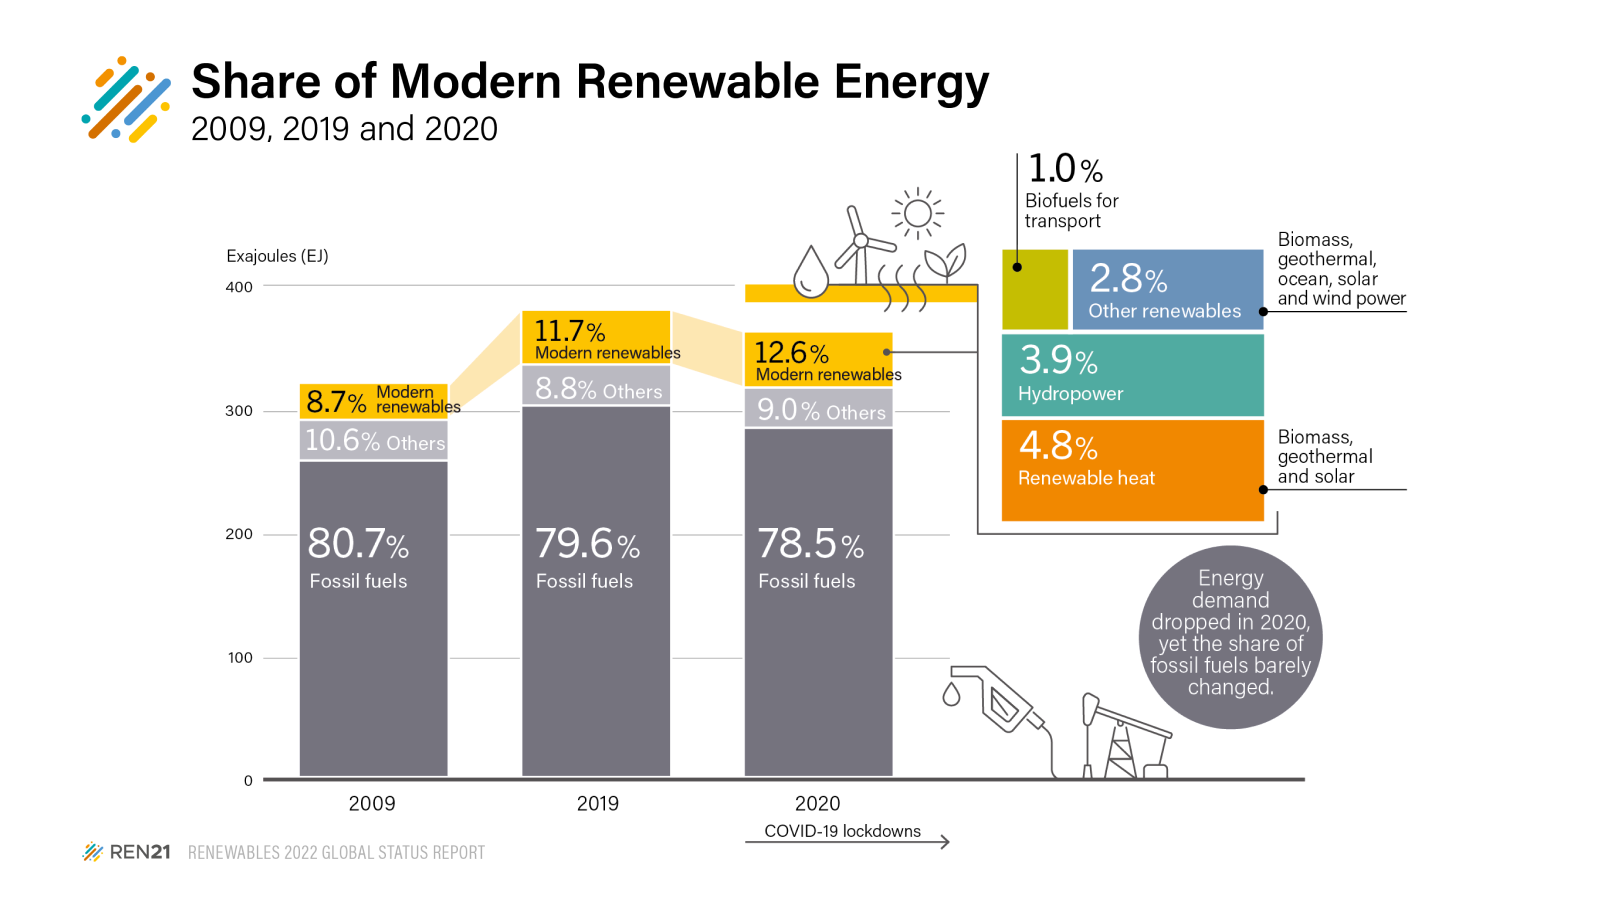 Share of Modern Renewable Energy
2009, 2019 and 2020
Exajoules (EJ)
400
300
200
100
0
8.7% Modern
renewables
10.6% Others
80.7%
Fossil fuels
2009
11.7%
Modern renewables
8.8% Others
79.6%
Fossil fuels
2019
12.6%
Modern renewables
9.0% Others
78.5%
Fossil fuels
2020
COVID-19 lockdowns
1.0%
Biofuels for
transport
2.8%
Other renewables
Biomass,
geothermal,
ocean, solar
and wind power
3.9%
Hydropower
4.8%
Renewable heat
Biomass,
geothermal
and solar
Energy
demand
dropped in 2020,
yet the share of
fossil fuels barely
changed.
REN21 RENEWABLES 2022 GLOBAL STATUS REPORT